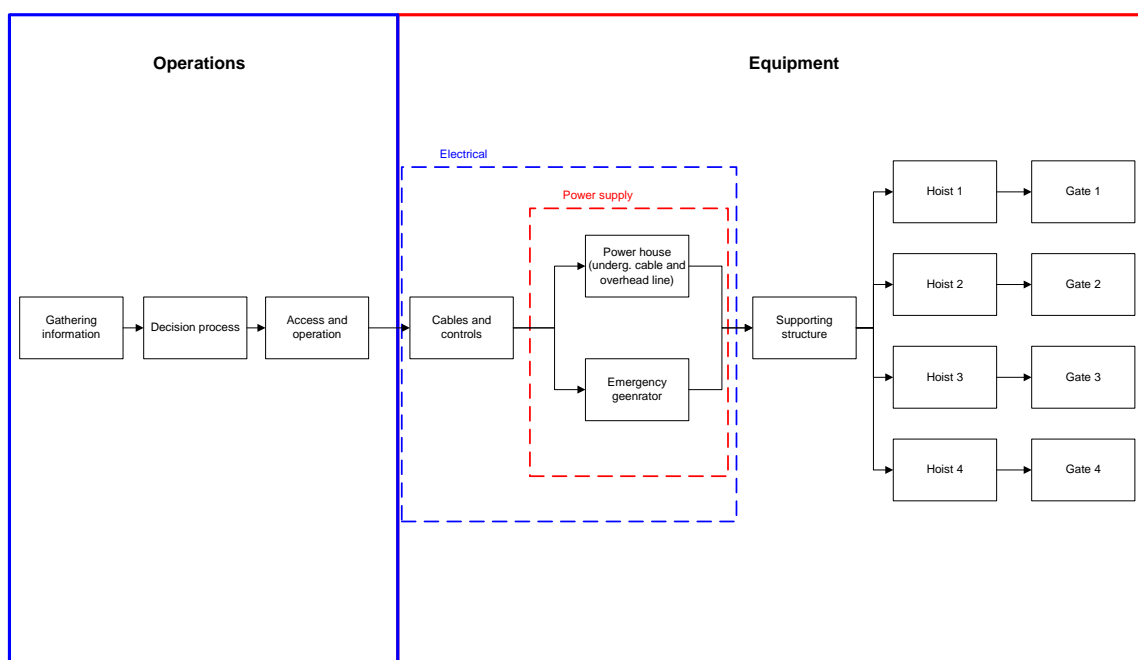 Operations
Equipment
Electrical
Power supply
Gathering
information
Decision process
Access and
operation
Cables and
controls
Power house
(underg. cable and
overhead line)
Emergency
geenrator
Supporting
structure
Hoist 1
Gate 1
Hoist 2
Gate 2
Hoist 3
Gate 3
Hoist 4
Gate 4